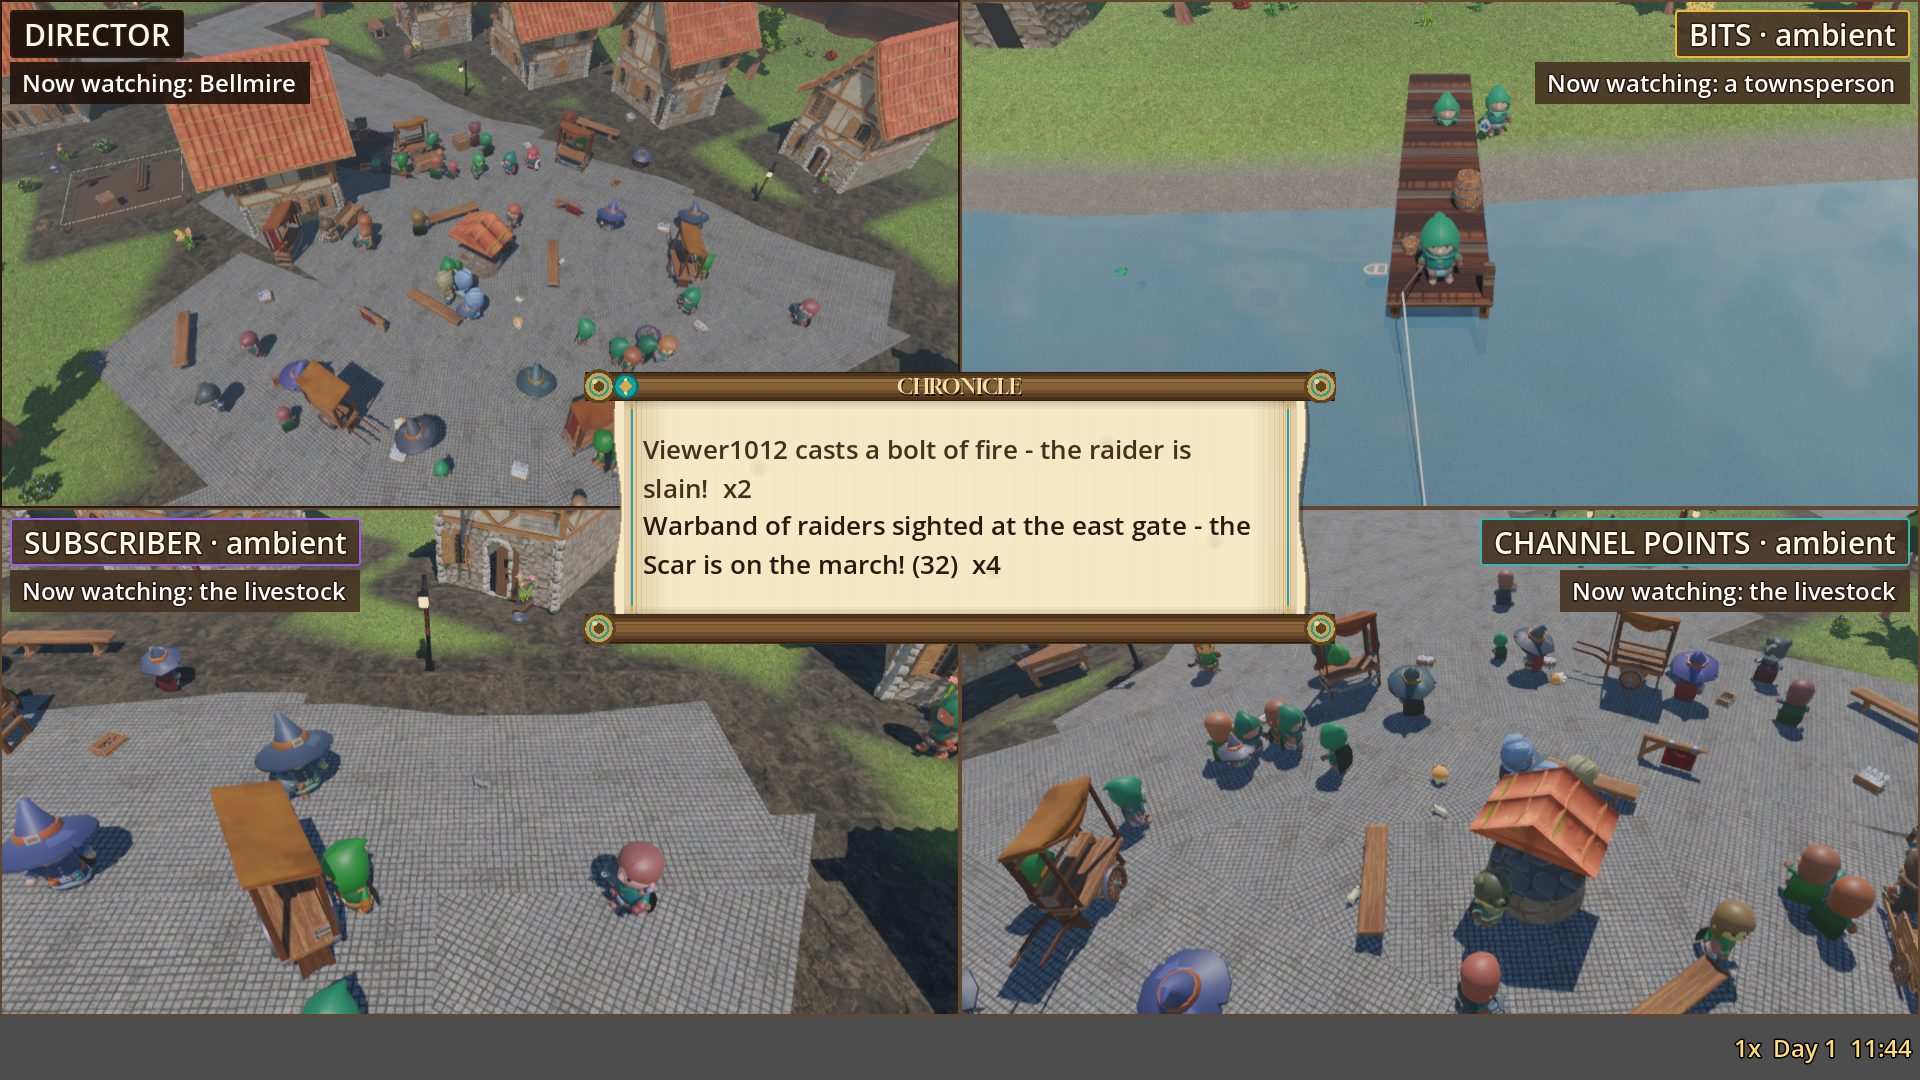 DIRECTOR
Now watching: Bellmire
BITS · ambient
Now watching: a townsperson
CHRONICLE
Viewer1012 casts a bolt of fire - the raider is
slain!  x2
Warband of raiders sighted at the east gate - the
Scar is on the march! (32)  x4
SUBSCRIBER · ambient
Now watching: the livestock
CHANNEL POINTS · ambient
Now watching: the livestock
1x  Day 1  11:44